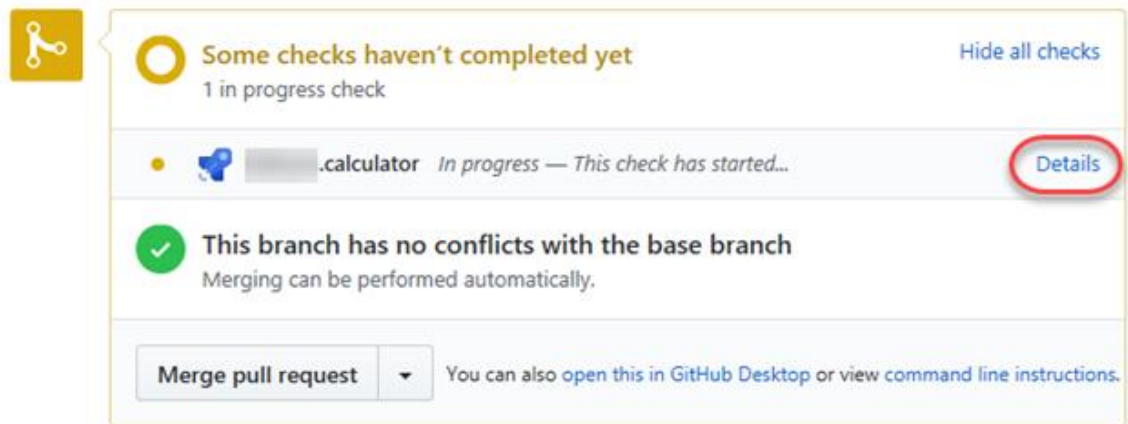 Some checks haven't completed yet
Hide all checks
1 in progress check
.calculator In progress — This check has started...
Details
This branch has no conflicts with the base branch
Merging can be performed automatically.
Merge pull request
You can also open this in GitHub Desktop or view command line instructions.